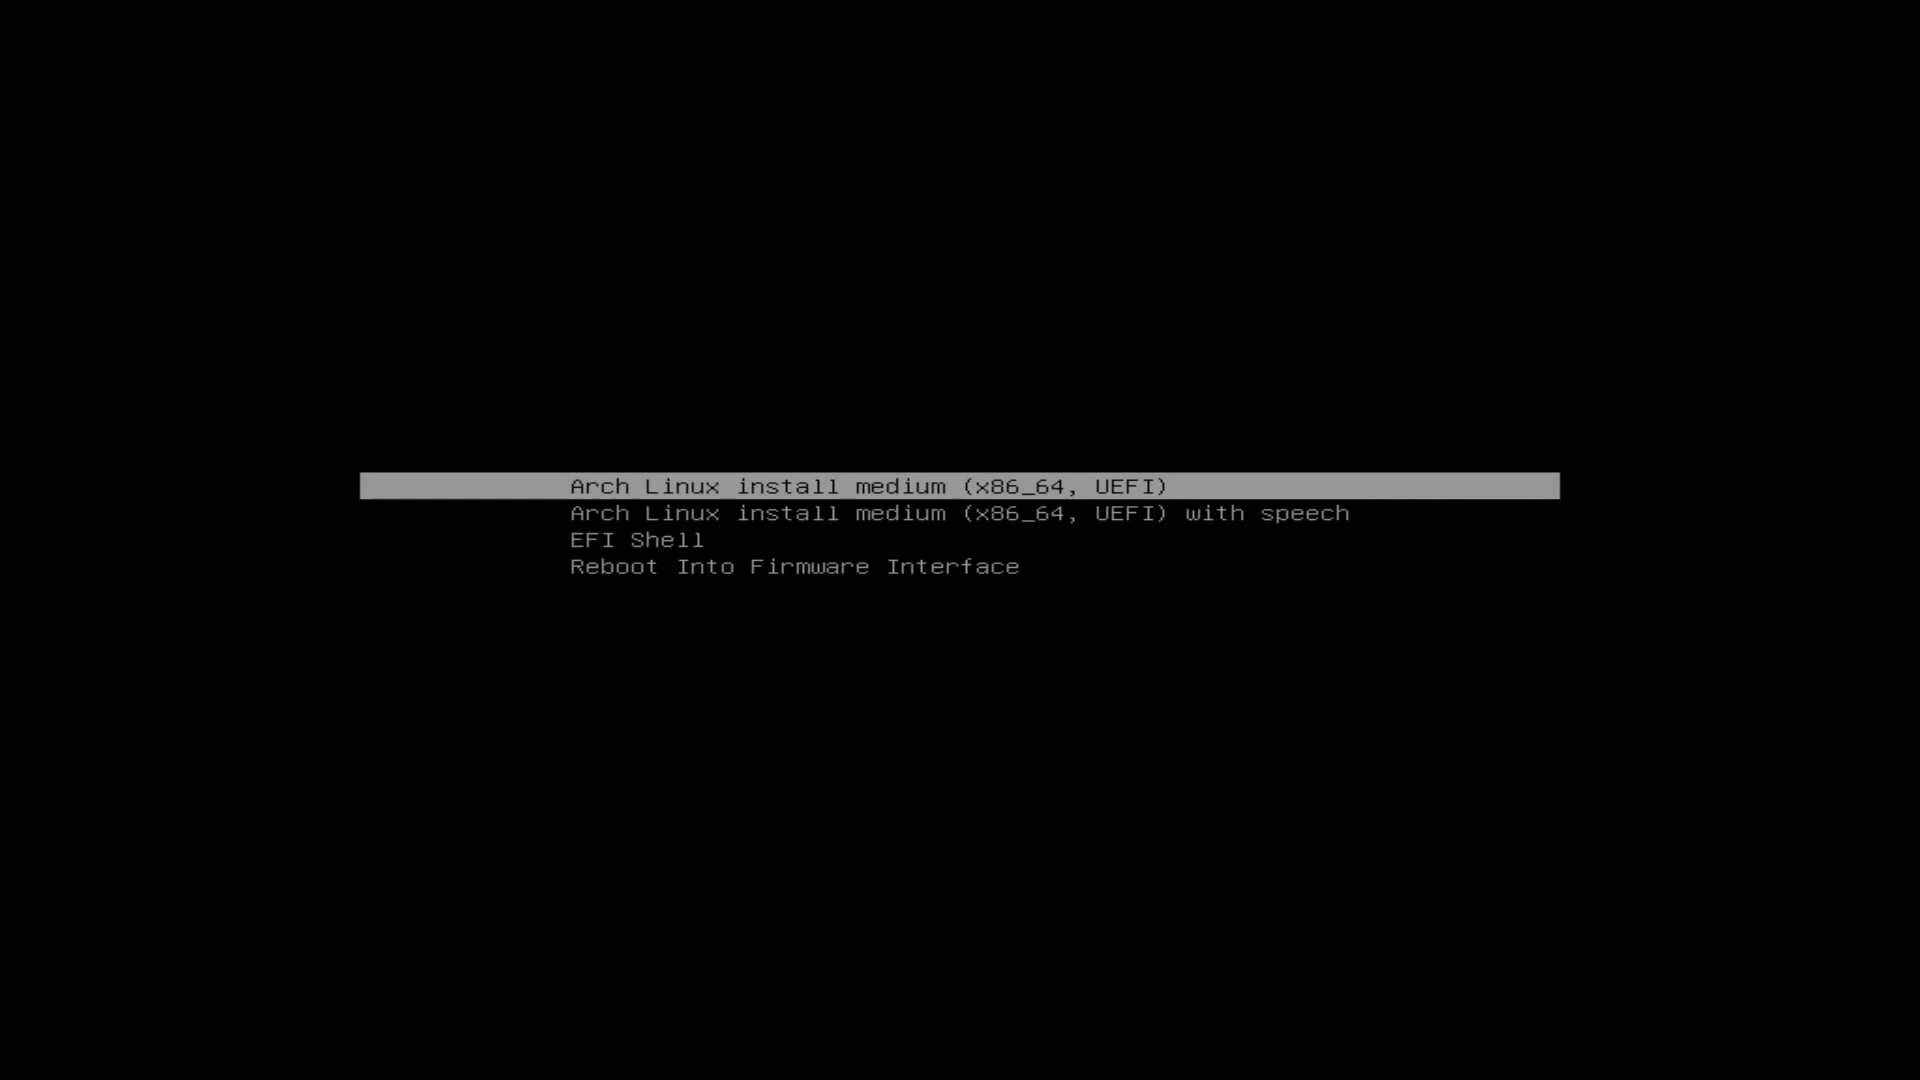 Arch Linux install medium (x86_64, UEFI)
Arch Linux install medium (x86_64, UEFI) with speech
EFI Shell
Reboot Into Firmware Interface